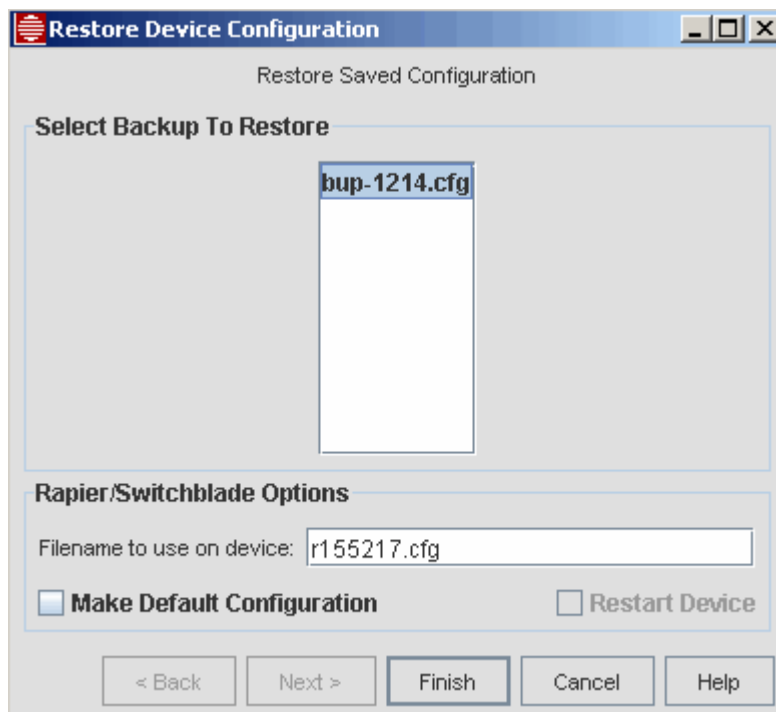 Restore Device Configuration
Restore Saved Configuration
Select Backup To Restore
bup-1214.cfg
Rapier/Switchblade Options
Filename to use on device: r155217.cfg
Make Default Configuration Restart Device
< Back Next > Finish Cancel Help